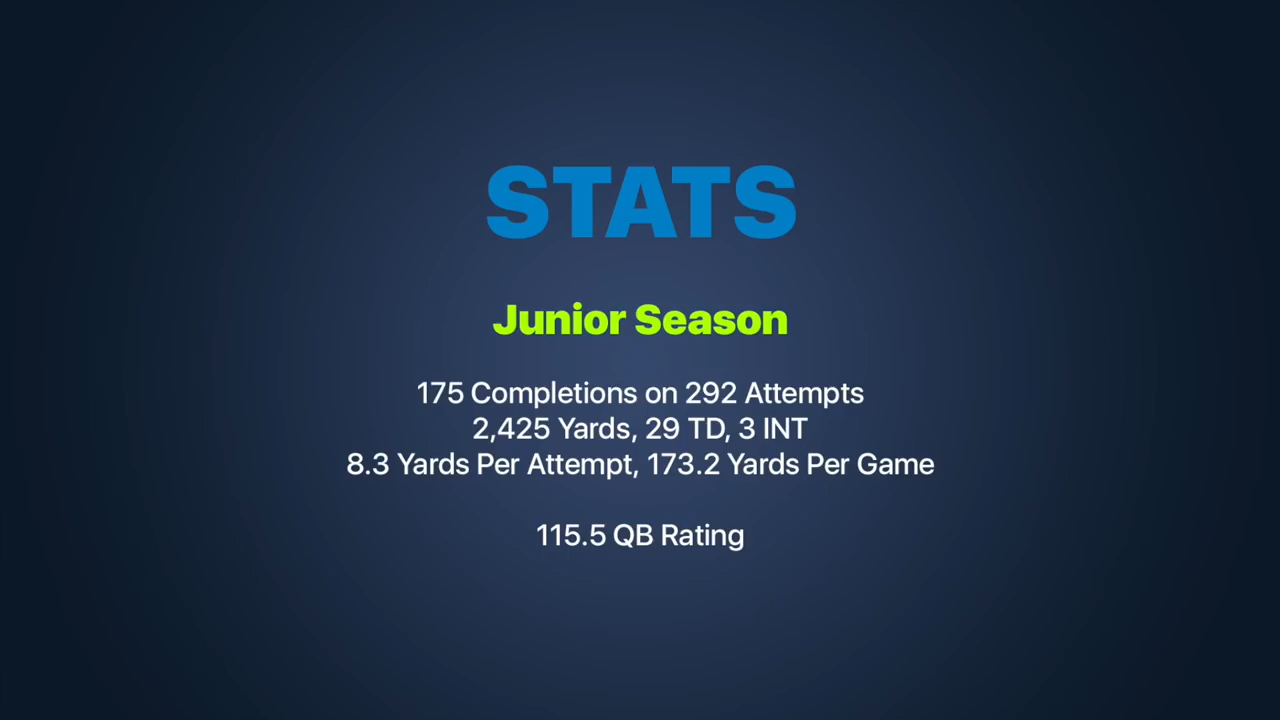 STATS
Junior Season
175 Completions on 292 Attempts
2,425 Yards, 29 TD, 3 INT
8.3 Yards Per Attempt, 173.2 Yards Per Game
115.5 QB Rating